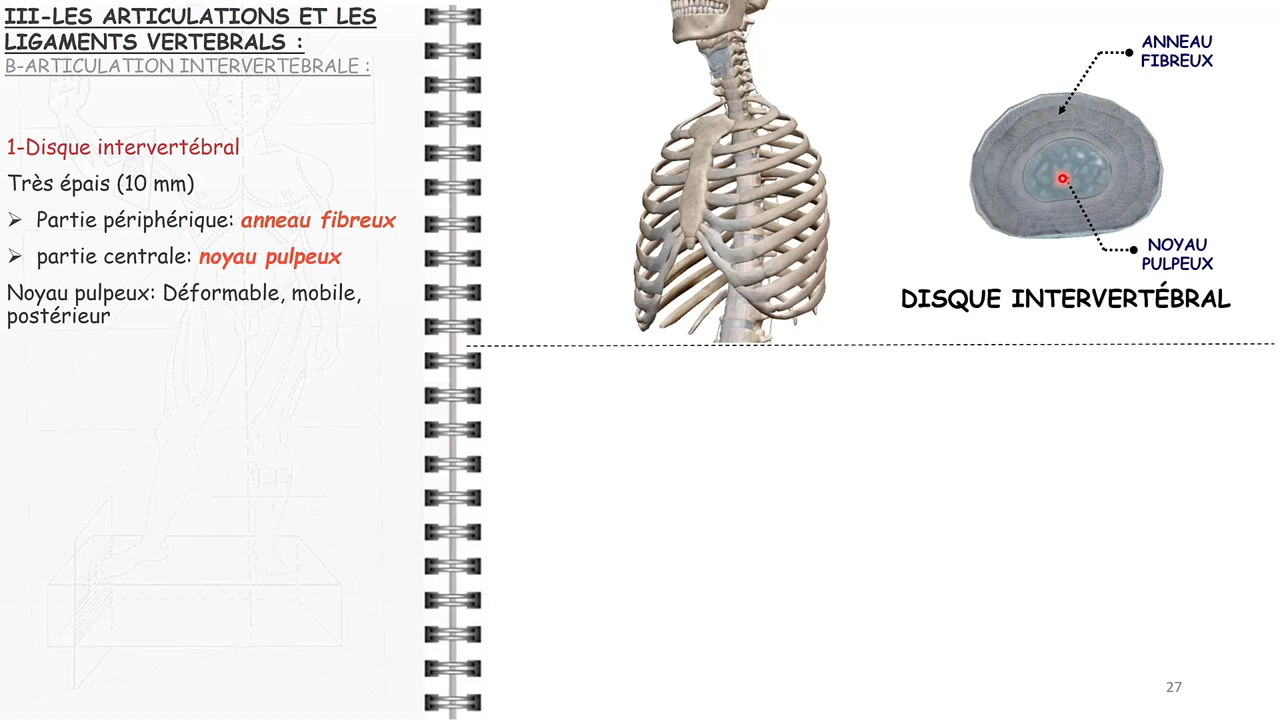 III-LES ARTICULATIONS ET LES
LIGAMENTS VERTEBRALS :
B-ARTICULATION INTERVERTEBRALE :
1-Disque intervertébral
Très épais (10 mm)
➢ Partie périphérique: anneau fibreux
➢ partie centrale: noyau pulpeux
Noyau pulpeux: Déformable, mobile,
postérieur
ANNEAU
FIBREUX
NOYAU
PULPEUX
DISQUE INTERVERTÉBRAL
27